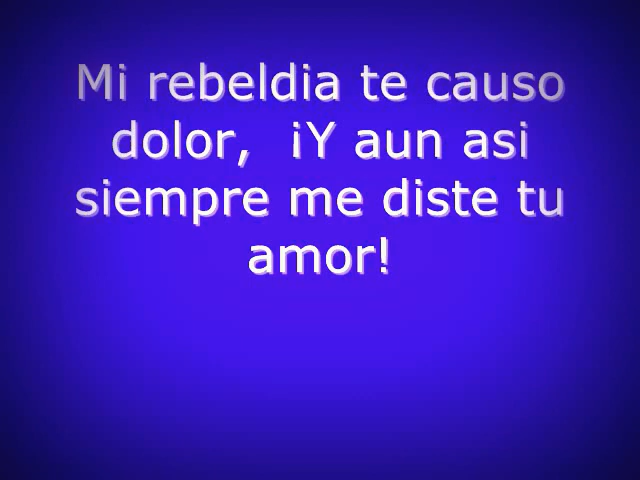 Mi rebeldia te causo
dolor,  ¡Y aun asi
siempre me diste tu
amor!